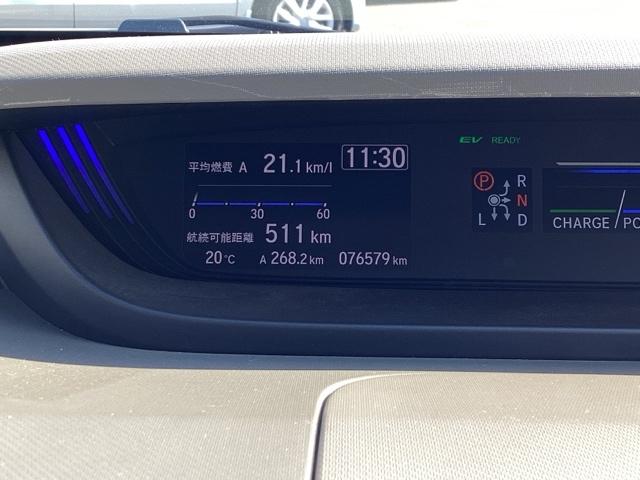 平均燃費 A 21.1 km/l 11:30
0 30 60
航続可能距離 511 km
20℃ A 268.2 km 076579 km
EV READY
P R
N
L D
CHARGE PO